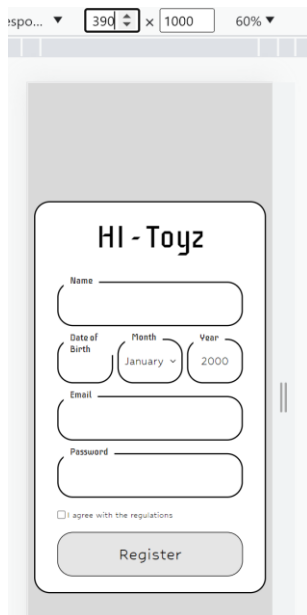 espo... ▼ 390 × 1000 60% ▼
HI - Toyz
Name
Date of Birth Month Year
January 2000
Email
Password
I agree with the regulations
Register